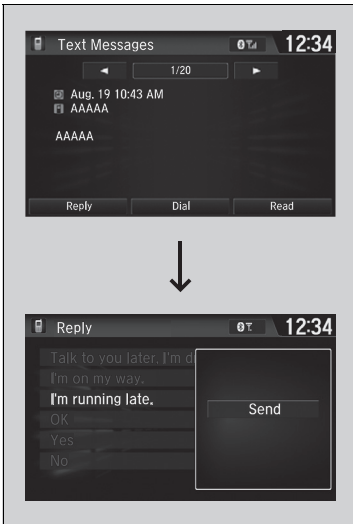 Text Messages 12:34
1/20
Aug. 19 10:43 AM
AAAAA
AAAAA
Reply Dial Read
Reply 12:34
Talk to you later. I'm d
I'm on my way.
I'm running late.
Send
OK
Yes
No